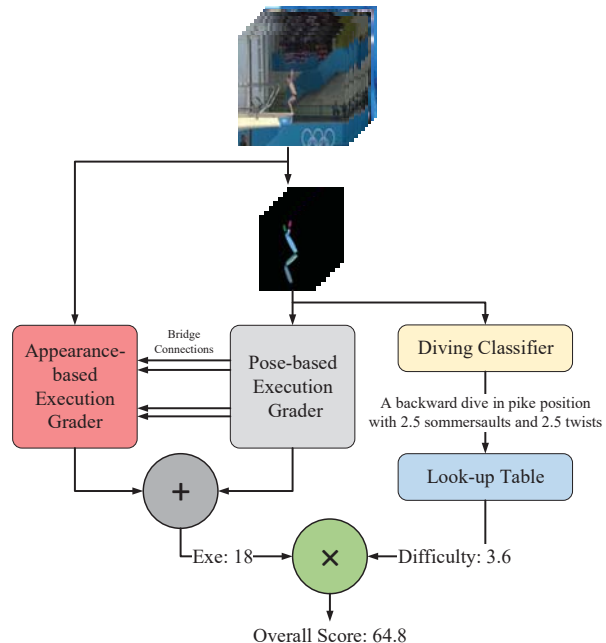 Bridge
Connections
Appearance-
based
Execution
Grader
Pose-based
Execution
Grader
Diving Classifier
A backward dive in pike position
with 2.5 sommersaults and 2.5 twists
Look-up Table
+
Exe: 18
×
Difficulty: 3.6
Overall Score: 64.8